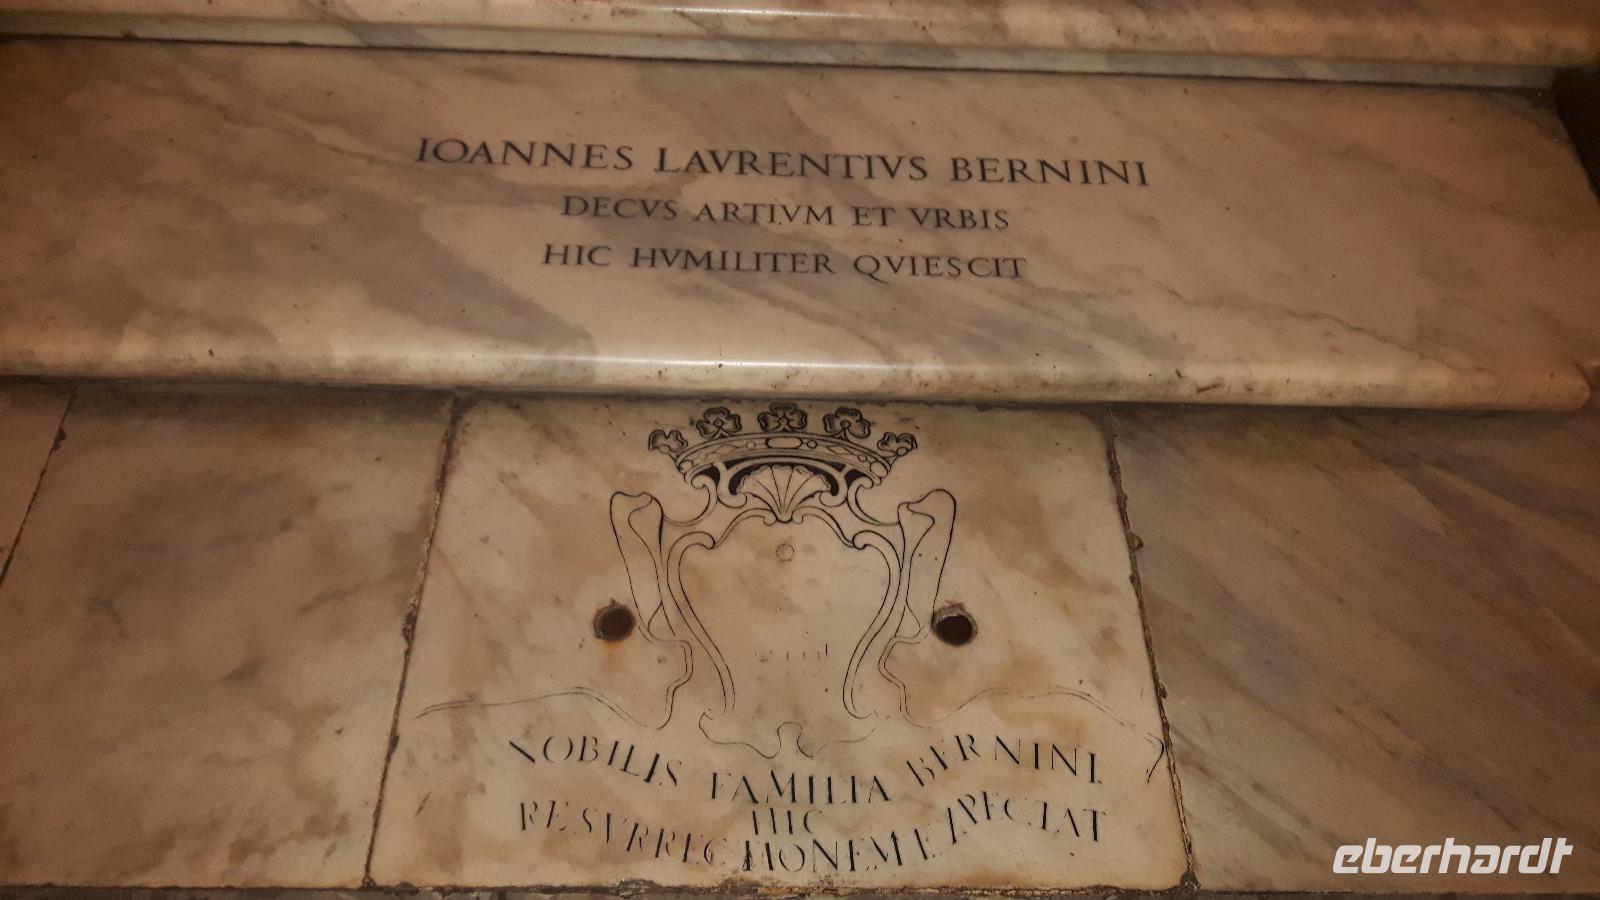 IOANNES LAVRENTIVS BERNINI
DECVS ARTIVM ET VRBIS
HIC HVMILITER QVIESCIT
NOBILIS FAMILIA BERNINI
HIC
RESVRRECTIONEM EXPECTAT
eberhardt